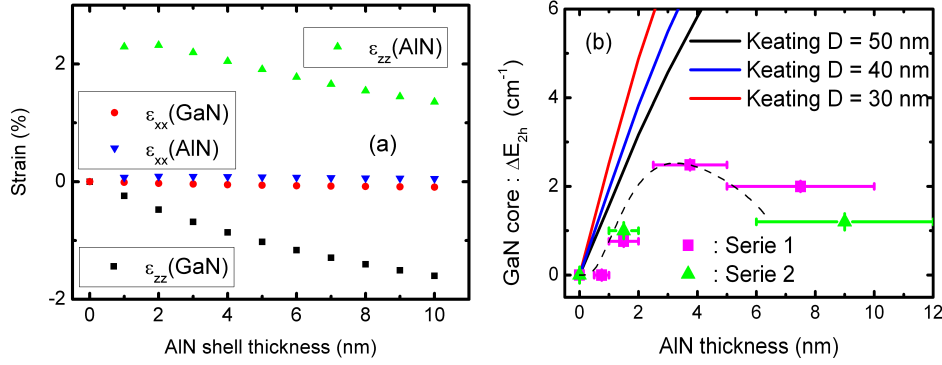 2
0
-2
Strain (%)
ε_zz(AlN)
ε_xx(GaN)
ε_xx(AlN)
(a)
ε_zz(GaN)
0 2 4 6 8 10
AlN shell thickness (nm)
6
4
2
0
GaN core : ΔE_2h (cm⁻¹)
(b)
Keating D = 50 nm
Keating D = 40 nm
Keating D = 30 nm
: Serie 1
: Serie 2
0 2 4 6 8 10 12
AlN thickness (nm)